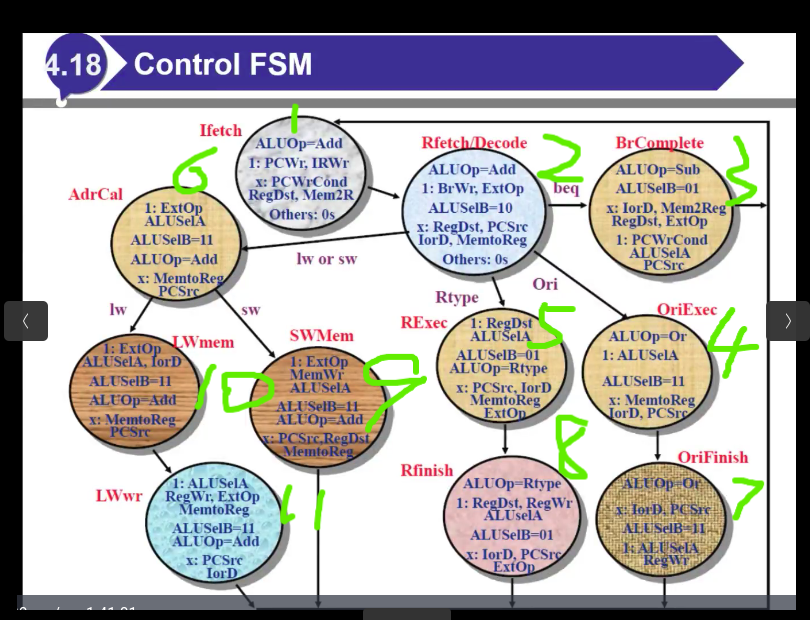 4.18 Control FSM
1
Ifetch
ALUOp=Add
1: PCWr, IRWr
x: PCWrCond
RegDst, Mem2R
Others: 0s
2
Rfetch/Decode
ALUOp=Add
1: BrWr, ExtOp
ALUSelB=10
x: RegDst, PCSrc
IorD, MemtoReg
Others: 0s
beq
3
BrComplete
ALUOp=Sub
ALUSelB=01
x: IorD, Mem2Reg
RegDst, ExtOp
1: PCWrCond
ALUSelA
PCSrc
6
AdrCal
1: ExtOp
ALUSelA
ALUSelB=11
ALUOp=Add
x: MemtoReg
PCSrc
lw or sw
lw
sw
Rtype
Ori
10
LWmem
1: ExtOp
ALUSelA, IorD
ALUSelB=11
ALUOp=Add
x: MemtoReg
PCSrc
9
SWMem
1: ExtOp
MemWr
ALUSelA
ALUSelB=11
ALUOp=Add
x: PCSrc,RegDst
MemtoReg
5
RExec
1: RegDst
ALUSelA
ALUSelB=01
ALUOp=Rtype
x: PCSrc, IorD
MemtoReg
ExtOp
4
OriExec
ALUOp=Or
1: ALUSelA
ALUSelB=11
x: MemtoReg
IorD, PCSrc
11
LWwr
1: ALUSelA
RegWr, ExtOp
MemtoReg
ALUSelB=11
ALUOp=Add
x: PCSrc
IorD
8
Rfinish
ALUOp=Rtype
1: RegDst, RegWr
ALUselA
ALUSelB=01
x: IorD, PCSrc
ExtOp
7
OriFinish
ALUOp=Or
x: IorD, PCSrc
ALUSelB=11
1: ALUSelA
RegWr